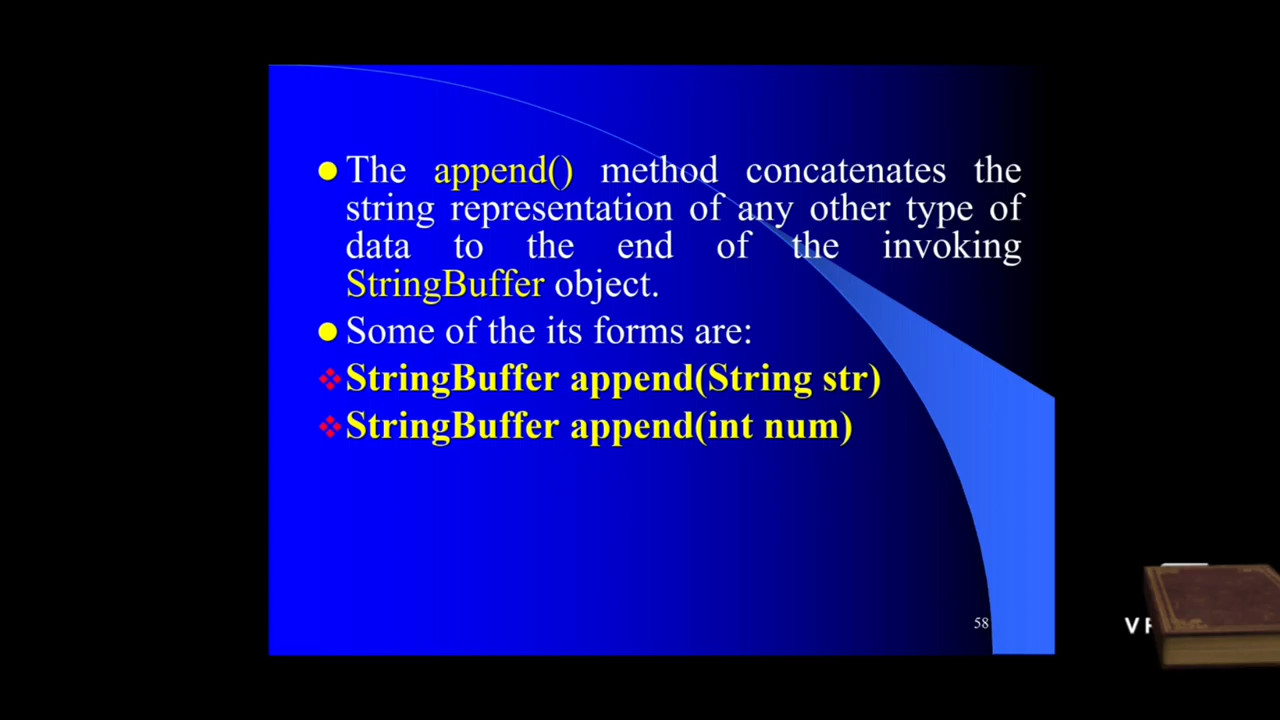 The append() method concatenates the
string representation of any other type of
data to the end of the invoking
StringBuffer object.
Some of the its forms are:
StringBuffer append(String str)
StringBuffer append(int num)
58